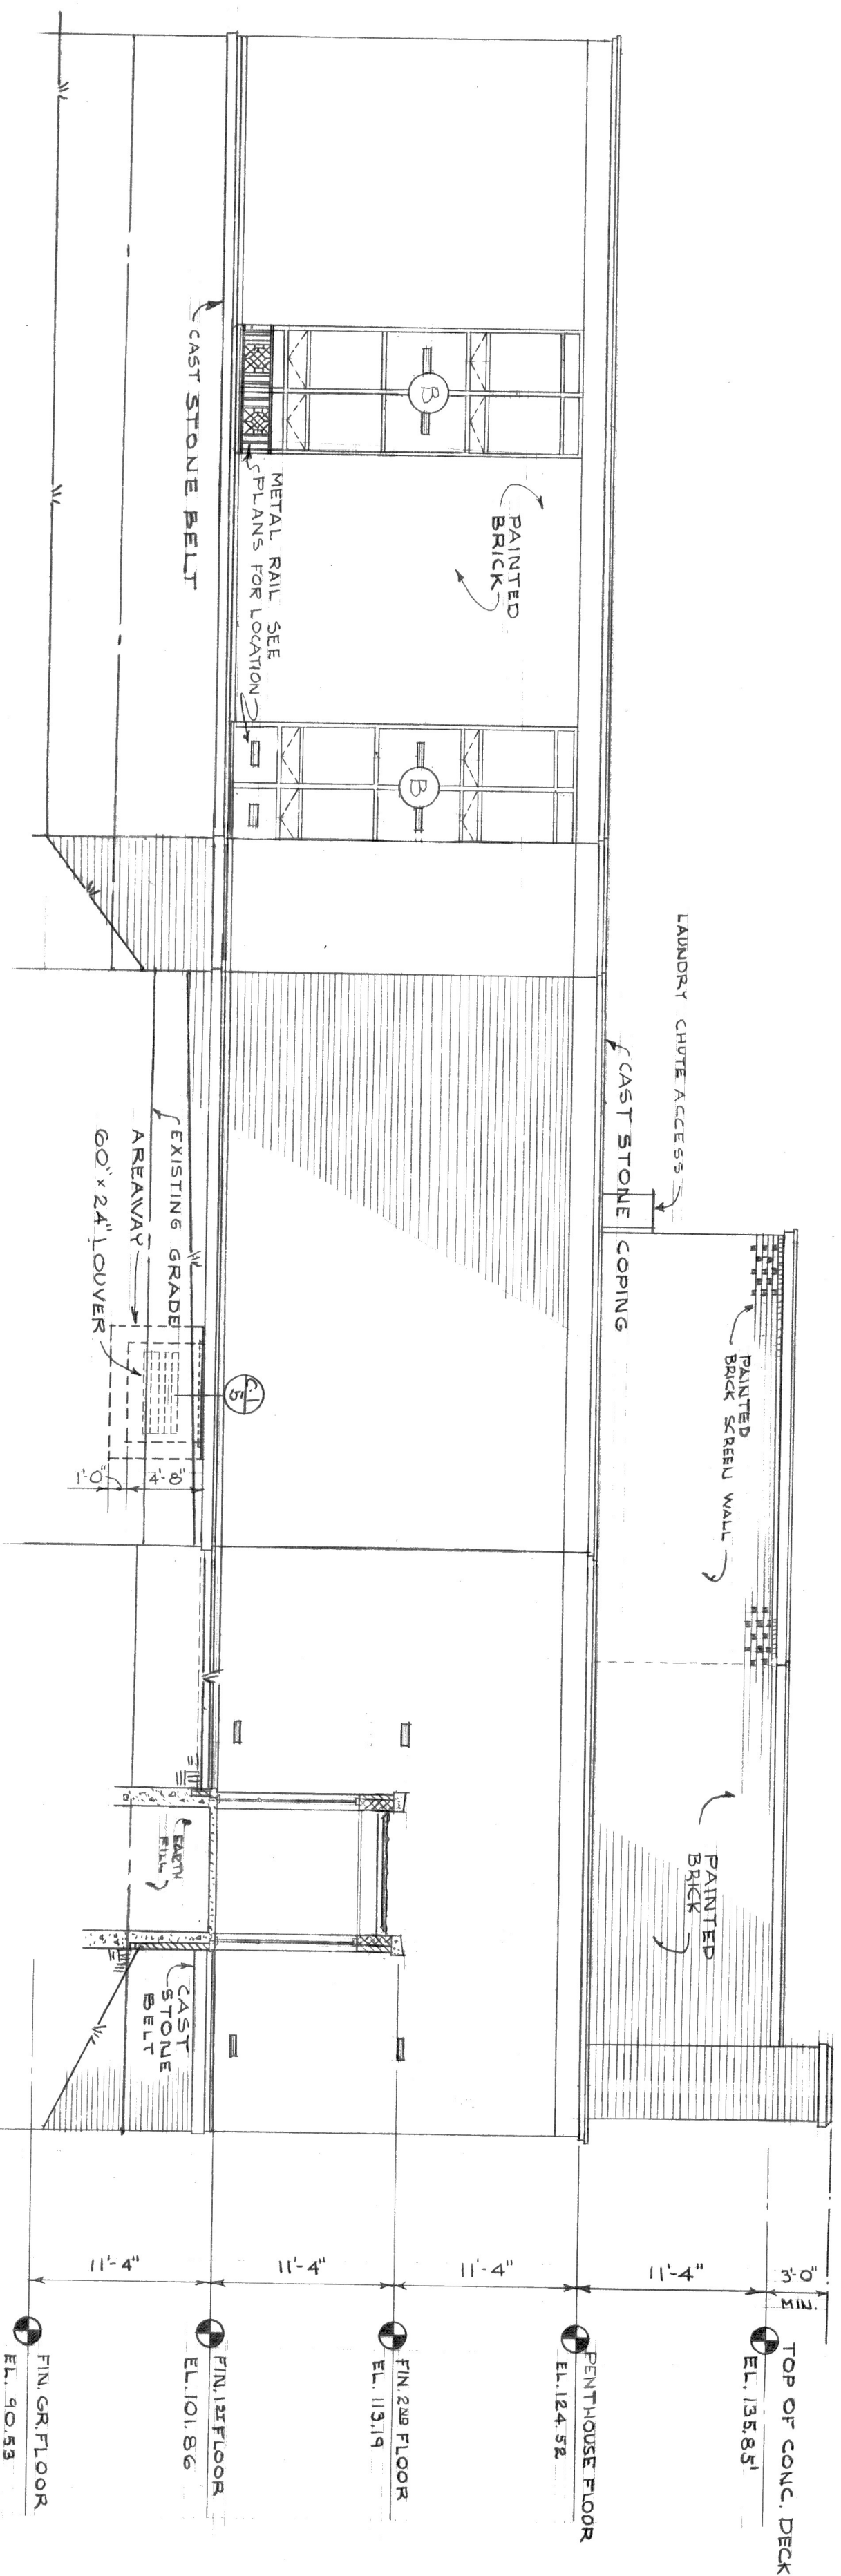 LAUNDRY CHUTE ACCESS
CAST STONE COPING
PAINTED
BRICK SCREEN WALL
PAINTED
BRICK
PAINTED
BRICK
B
B
METAL RAIL SEE
PLANS FOR LOCATION
CAST STONE BELT
EXISTING GRADE
AREAWAY
60" x 24" LOUVER
C.1
5
4'-8"
1'-0"
EARTH
FILL
CAST
STONE
BELT
3'-0"
MIN.
11'-4"
11'-4"
11'-4"
11'-4"
TOP OF CONC. DECK
EL. 135.85'
PENTHOUSE FLOOR
EL. 124.52
FIN. 2ND FLOOR
EL. 113.19
FIN. 1ST FLOOR
EL. 101.86
FIN. GR. FLOOR
EL. 90.53